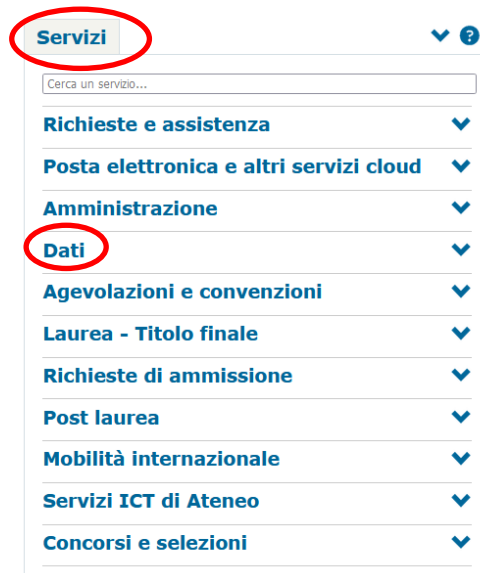 Servizi
Cerca un servizio...
Richieste e assistenza
Posta elettronica e altri servizi cloud
Amministrazione
Dati
Agevolazioni e convenzioni
Laurea - Titolo finale
Richieste di ammissione
Post laurea
Mobilità internazionale
Servizi ICT di Ateneo
Concorsi e selezioni